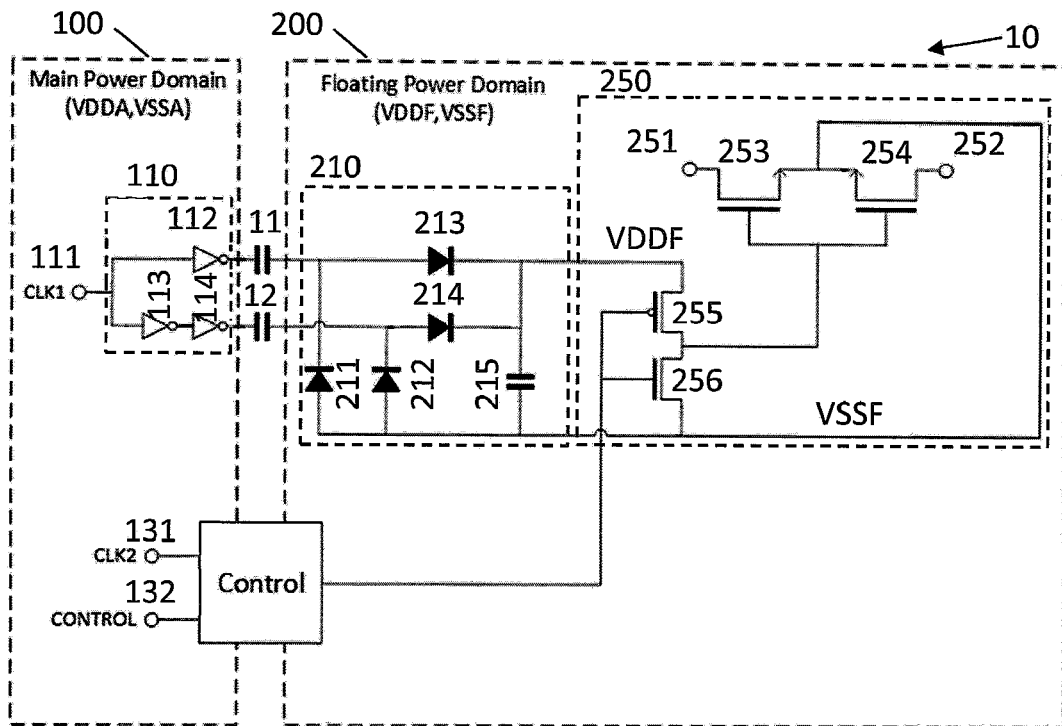 100
200
10
Main Power Domain
(VDDA,VSSA)
Floating Power Domain
(VDDF,VSSF)
250
251
253
254
252
110
210
112
11
213
VDDF
111
CLK1
113
114
12
214
255
211
212
215
256
VSSF
131
CLK2
132
CONTROL
Control